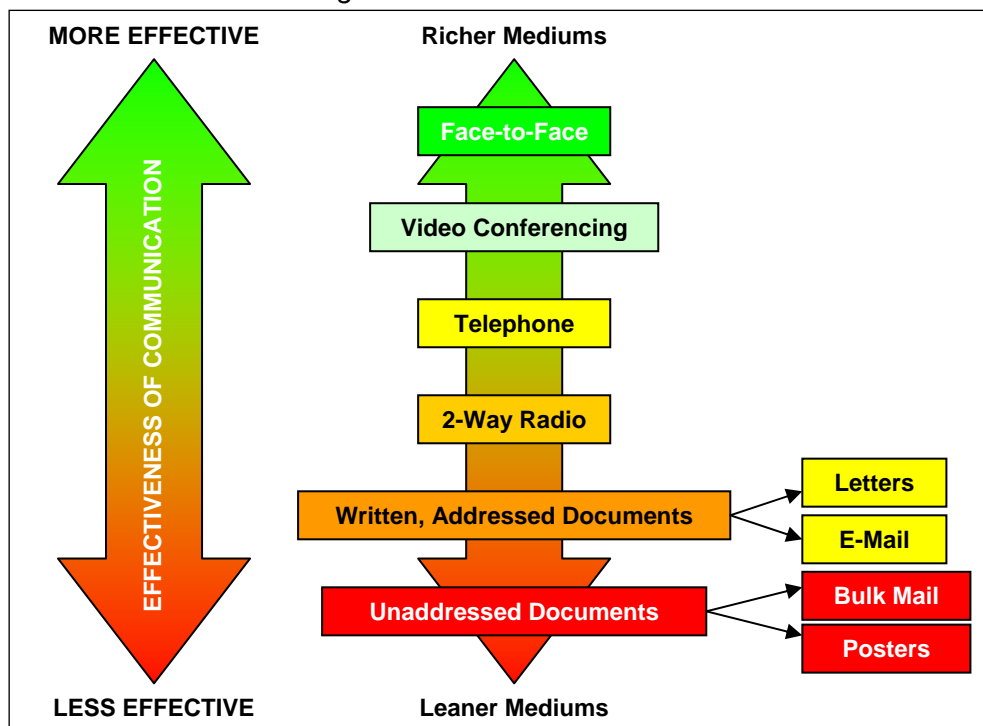 MORE EFFECTIVE
Richer Mediums
Face-to-Face
Video Conferencing
Telephone
2-Way Radio
Written, Addressed Documents
Letters
E-Mail
Unaddressed Documents
Bulk Mail
Posters
EFFECTIVENESS OF COMMUNICATION
LESS EFFECTIVE
Leaner Mediums